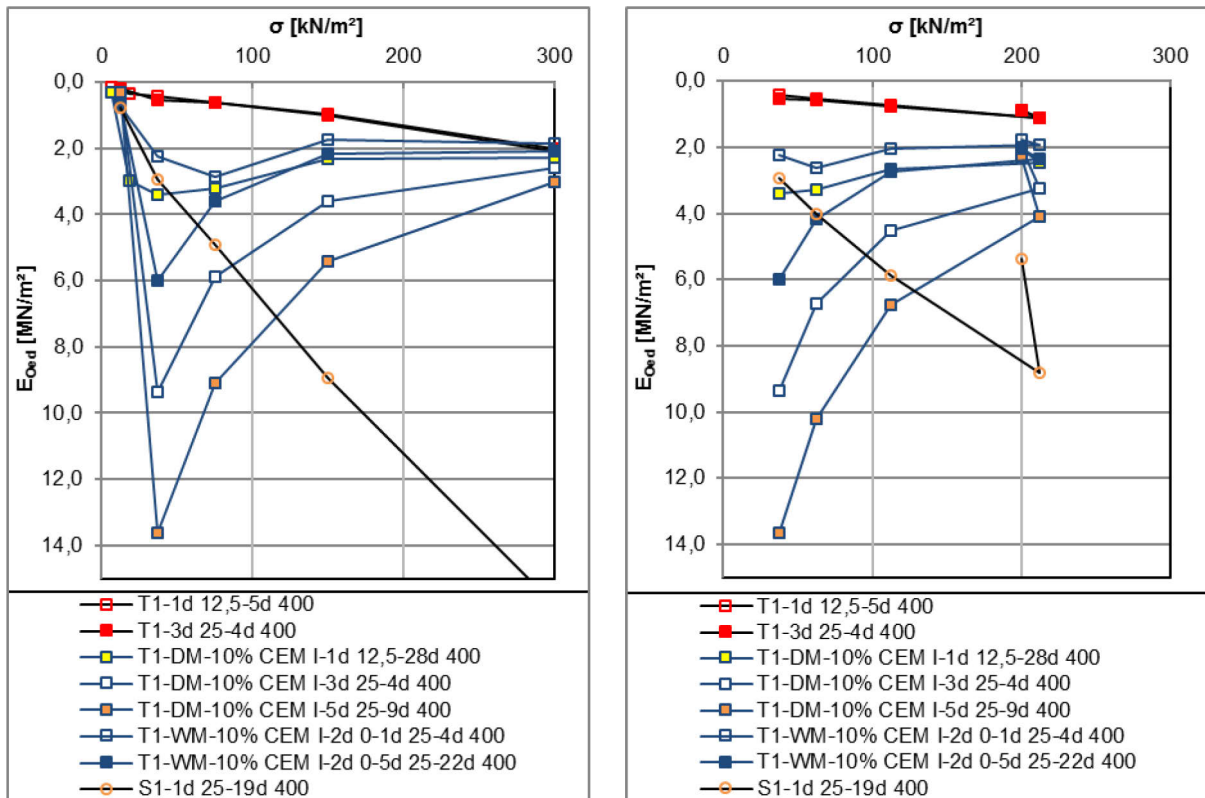 σ [kN/m²]
0 100 200 300
0,0
2,0
4,0
6,0
8,0
10,0
12,0
14,0
E_Oed [MN/m²]
T1-1d 12,5-5d 400
T1-3d 25-4d 400
T1-DM-10% CEM I-1d 12,5-28d 400
T1-DM-10% CEM I-3d 25-4d 400
T1-DM-10% CEM I-5d 25-9d 400
T1-WM-10% CEM I-2d 0-1d 25-4d 400
T1-WM-10% CEM I-2d 0-5d 25-22d 400
S1-1d 25-19d 400
σ [kN/m²]
0 100 200 300
0,0
2,0
4,0
6,0
8,0
10,0
12,0
14,0
E_Oed [MN/m²]
T1-1d 12,5-5d 400
T1-3d 25-4d 400
T1-DM-10% CEM I-1d 12,5-28d 400
T1-DM-10% CEM I-3d 25-4d 400
T1-DM-10% CEM I-5d 25-9d 400
T1-WM-10% CEM I-2d 0-1d 25-4d 400
T1-WM-10% CEM I-2d 0-5d 25-22d 400
S1-1d 25-19d 400